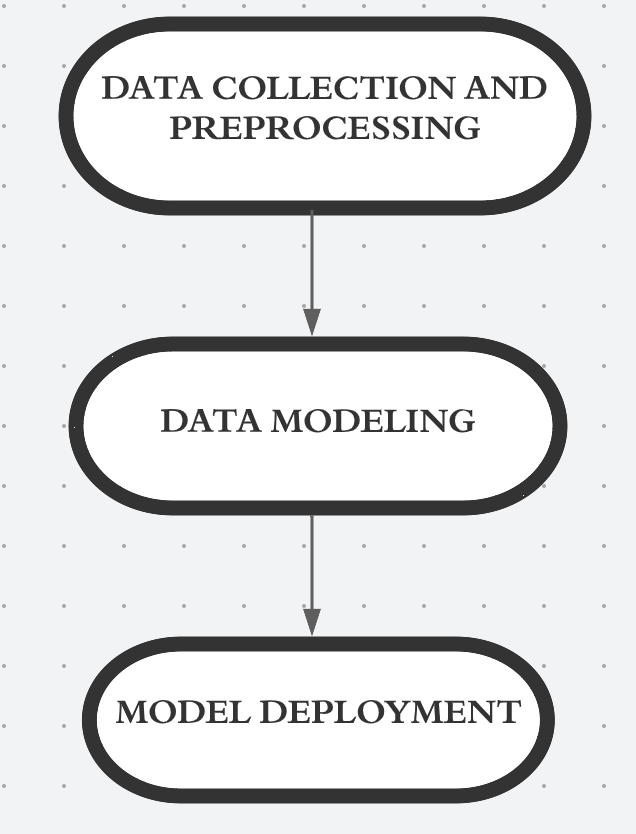 DATA COLLECTION AND
PREPROCESSING
DATA MODELING
MODEL DEPLOYMENT